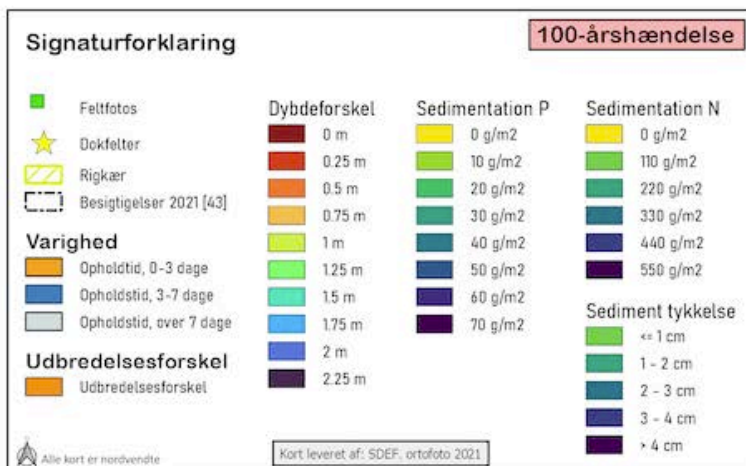 Signaturforklaring
100-årshændelse
Feltfotos
Dokfelter
Rigkær
Besigtigelser 2021 [43]
Varighed
Opholdtid, 0-3 dage
Opholdstid, 3-7 dage
Opholdstid, over 7 dage
Udbredelsesforskel
Udbredelsesforskel
Dybdeforskel
0 m
0.25 m
0.5 m
0.75 m
1 m
1.25 m
1.5 m
1.75 m
2 m
2.25 m
Sedimentation P
0 g/m2
10 g/m2
20 g/m2
30 g/m2
40 g/m2
50 g/m2
60 g/m2
70 g/m2
Sedimentation N
0 g/m2
110 g/m2
220 g/m2
330 g/m2
440 g/m2
550 g/m2
Sediment tykkelse
<= 1 cm
1 - 2 cm
2 - 3 cm
3 - 4 cm
> 4 cm
Alle kort er nordvendte
Kort leveret af: SDEF, ortofoto 2021